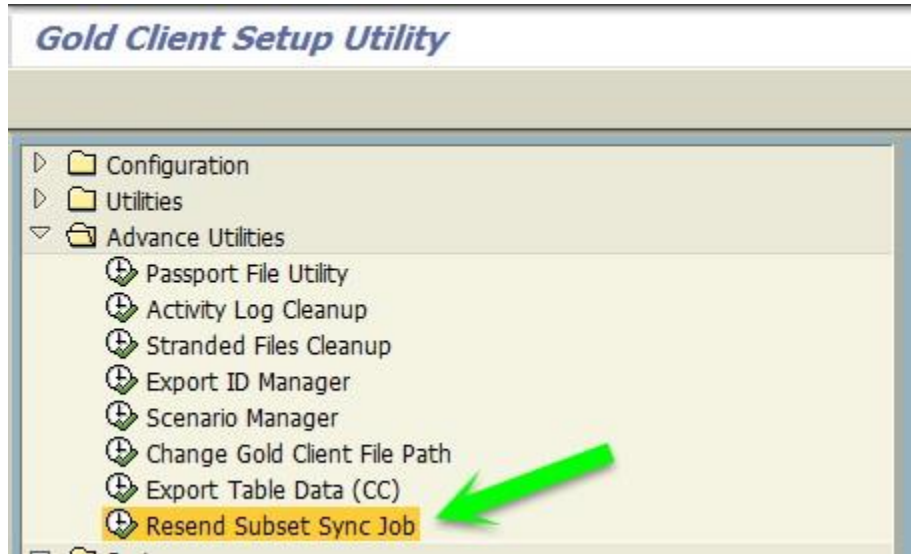 Gold Client Setup Utility
Configuration
Utilities
Advance Utilities
Passport File Utility
Activity Log Cleanup
Stranded Files Cleanup
Export ID Manager
Scenario Manager
Change Gold Client File Path
Export Table Data (CC)
Resend Subset Sync Job